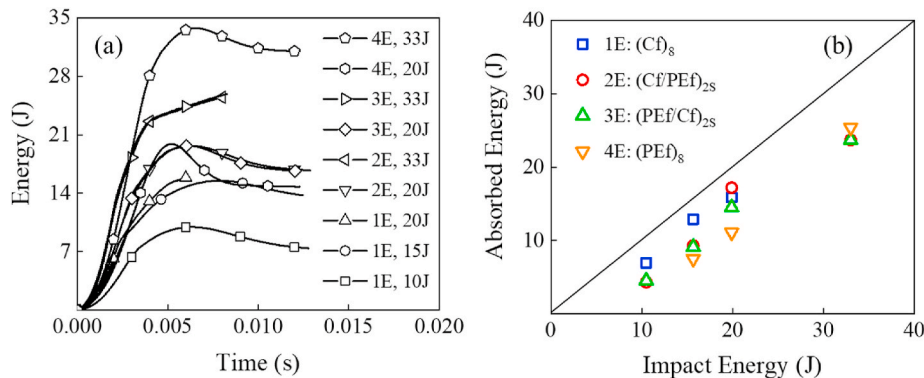 35
28
21
14
7
0.000
0.005
0.010
0.015
0.020
Energy (J)
Time (s)
(a)
4E, 33J
4E, 20J
3E, 33J
3E, 20J
2E, 33J
2E, 20J
1E, 20J
1E, 15J
1E, 10J
40
30
20
10
0
10
20
30
40
Absorbed Energy (J)
Impact Energy (J)
(b)
1E: (Cf)₈
2E: (Cf/PEf)₂S
3E: (PEf/Cf)₂S
4E: (PEf)₈